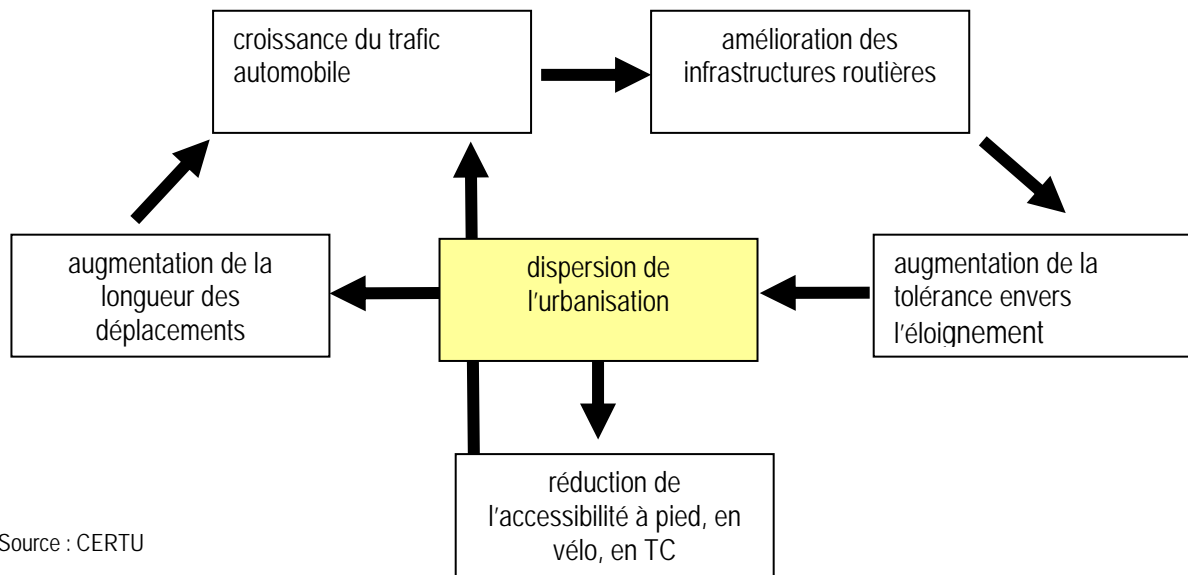 croissance du trafic
automobile
amélioration des
infrastructures routières
augmentation de la
longueur des
déplacements
dispersion de
l'urbanisation
augmentation de la
tolérance envers
l'éloignement
réduction de
l'accessibilité à pied, en
vélo, en TC
Source : CERTU